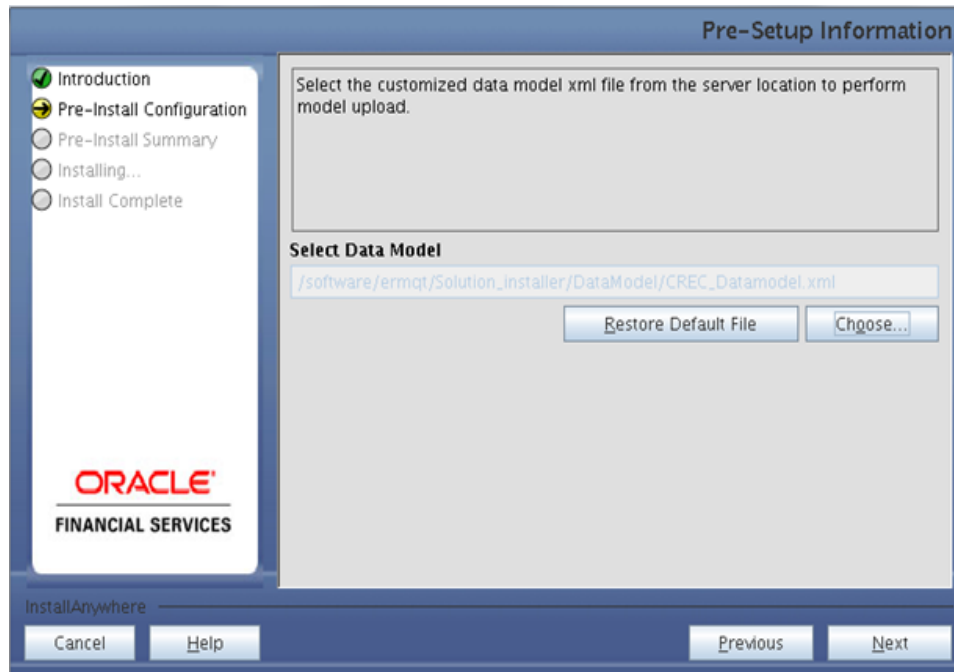 Pre-Setup Information
Introduction
Pre-Install Configuration
Pre-Install Summary
Installing...
Install Complete
Select the customized data model xml file from the server location to perform
model upload.
Select Data Model
/software/ermqt/Solution_installer/DataModel/CREC_Datamodel.xml
Restore Default File
Choose...
ORACLE
FINANCIAL SERVICES
InstallAnywhere
Cancel
Help
Previous
Next